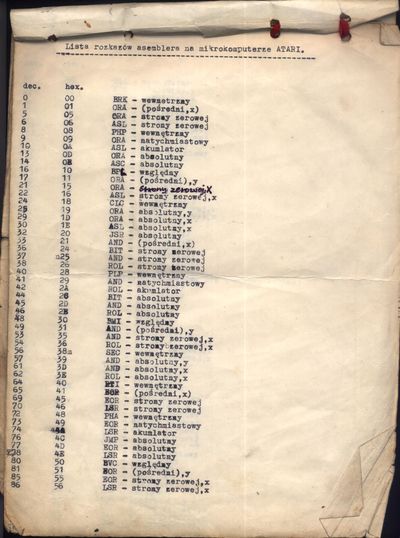 Lista rozkazów asemblera na mikrokomputerze ATARI.
dec. hex.
0 00 BRK - wewnętrzny
1 01 ORA - (pośredni,x)
5 05 ORA - strony zerowej
6 06 ASL - strony zerowej
8 08 PHP - wewnętrzny
9 09 ORA - natychmiastowy
10 0A ASL - akumlator
13 0D ORA - absolutny
14 0E ASC - absolutny
16 10 BPL - względny
17 11 ORA - (pośredni),y
21 15 ORA - strony zerowej,X
22 16 ASL - strony zerowej,x
24 18 CLC - wewnętrzny
25 19 ORA - absolutny,y
29 1D ORA - absolutny,x
30 1E ASL - absolutny,x
32 20 JSR - absolutny
33 21 AND - (pośredni,x)
36 24 BIT - strony zerowej
37 25 AND - strony zerowej
38 26 ROL - strony zerowej
40 28 PLP - wewnętrzny
41 29 AND - natychmiastowy
42 2A ROL - akumlator
44 2C BIT - absolutny
45 2D AND - absolutny
46 2E ROL - absolutny
48 30 BMI - względny
49 31 AND - (pośredni),y
53 35 AND - strony zerowej,x
54 36 ROL - strony zerowej,x
56 38 SEC - wewnętrzny
57 39 AND - absolutny,y
61 3D AND - absolutny,x
62 3E ROL - absolutny,x
64 40 RTI - wewnętrzny
65 41 EOR - (pośredni,x)
69 45 EOR - strony zerowej
70 46 LSR - strony zerowej
72 48 PHA - wewnętrzny
73 49 EOR - natychmiastowy
74 4A LSR - akumlator
76 4C JMP - absolutny
77 4D EOR - absolutny
78 4E LSR - absolutny
80 50 BVC - względny
81 51 EOR - (pośredni),y
85 55 EOR - strony zerowej,x
86 56 LSR - strony zerowej,x